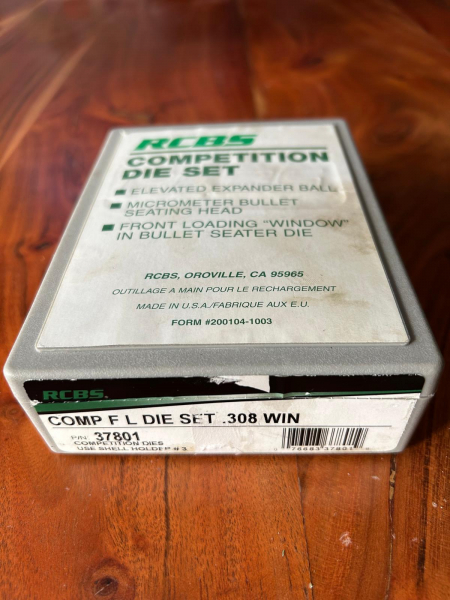 RCBS
COMPETITION
DIE SET
■ ELEVATED EXPANDER BALL
■ MICROMETER BULLET
SEATING HEAD
■ FRONT LOADING "WINDOW"
IN BULLET SEATER DIE
RCBS, OROVILLE, CA 95965
OUTILLAGE A MAIN POUR LE RECHARGEMENT
MADE IN U.S.A./FABRIQUE AUX E.U.
FORM #200104-1003
RCBS.
COMP F L DIE SET .308 WIN
P/N 37801
COMPETITION DIES
USE SHELL HOLDER # 3